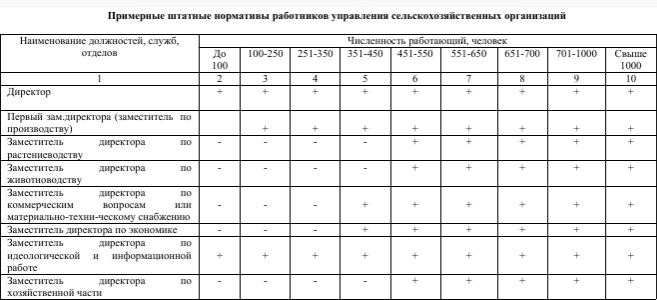 Примерные штатные нормативы работников управления сельскохозяйственных организаций
Наименование должностей, служб, отделов Численность работающий, человек
До 100 100-250 251-350 351-450 451-550 551-650 651-700 701-1000 Свыше 1000
1 2 3 4 5 6 7 8 9 10
Директор + + + + + + + + +
Первый зам.директора (заместитель по
производству) + + + + + + + +
Заместитель директора по - - - - + + + + +
растениеводству
Заместитель директора по - - - - + + + + +
животноводству
Заместитель директора по
коммерческим вопросам или - - - + + + + + +
материально-техни-ческому снабжению
Заместитель директора по экономике - - - + + + + + +
Заместитель директора по
идеологической и информационной + + + + + + + + +
работе
Заместитель директора по - - - - + + + + +
хозяйственной части